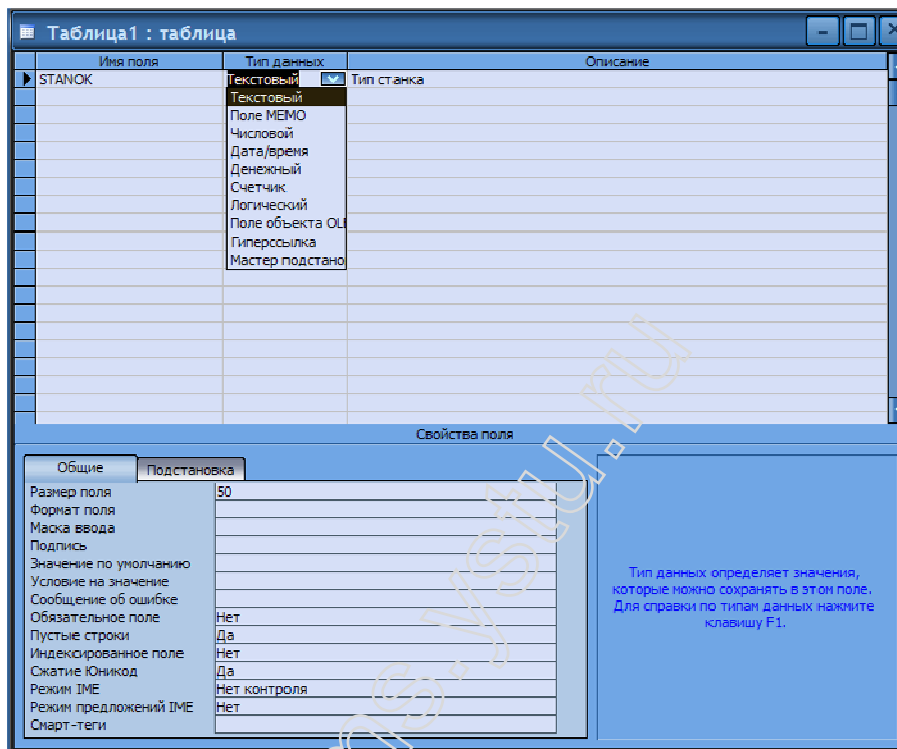 Таблица1 : таблица
Имя поля Тип данных Описание
STANOK Текстовый Тип станка
Текстовый
Поле МЕМО
Числовой
Дата/время
Денежный
Счетчик
Логический
Поле объекта OLE
Гиперссылка
Мастер подстано
Свойства поля
Общие Подстановка
Размер поля 50
Формат поля
Маска ввода
Подпись
Значение по умолчанию
Условие на значение
Сообщение об ошибке
Обязательное поле Нет
Пустые строки Да
Индексированное поле Нет
Сжатие Юникод Да
Режим IME Нет контроля
Режим предложений IME Нет
Смарт-теги
Тип данных определяет значения,
которые можно сохранять в этом поле.
Для справки по типам данных нажмите
клавишу F1.
ns.ystu.ru